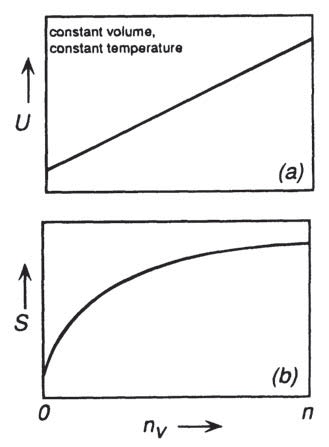 constant volume,
constant temperature
U
(a)
S
(b)
0
n_v
n